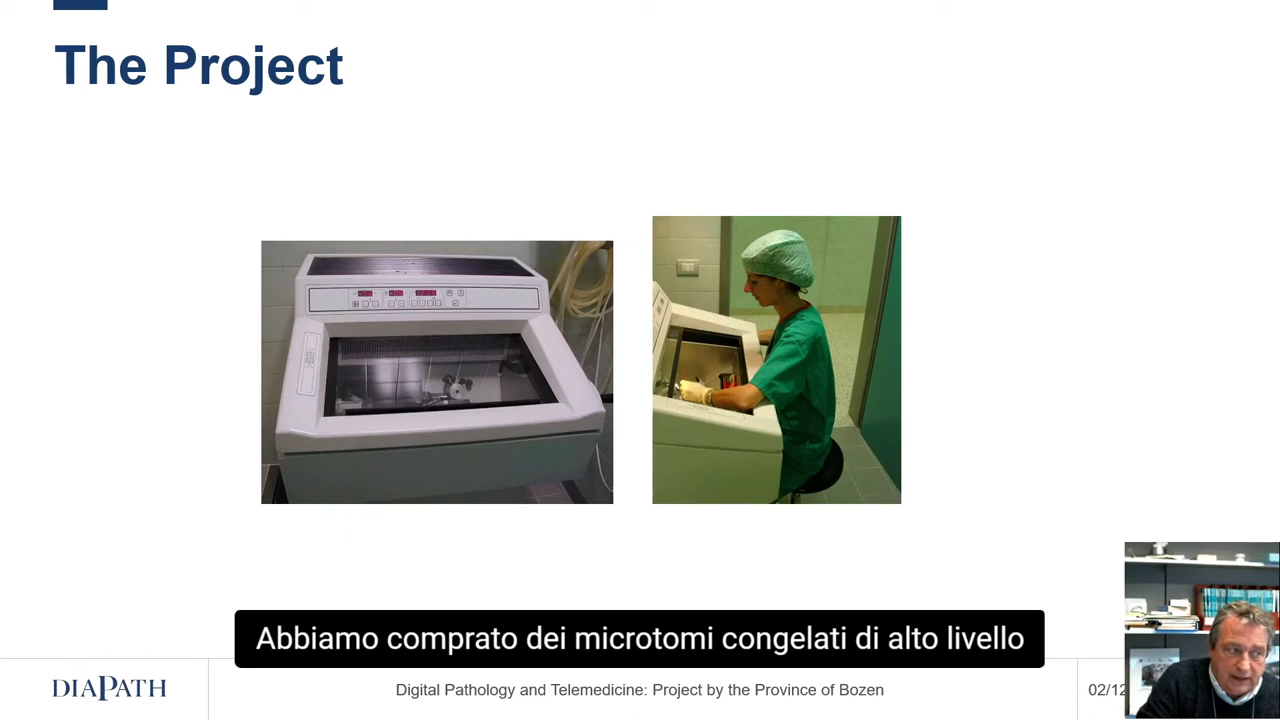 The Project
Abbiamo comprato dei microtomi congelati di alto livello
DIAPATH
Digital Pathology and Telemedicine: Project by the Province of Bozen
02/12